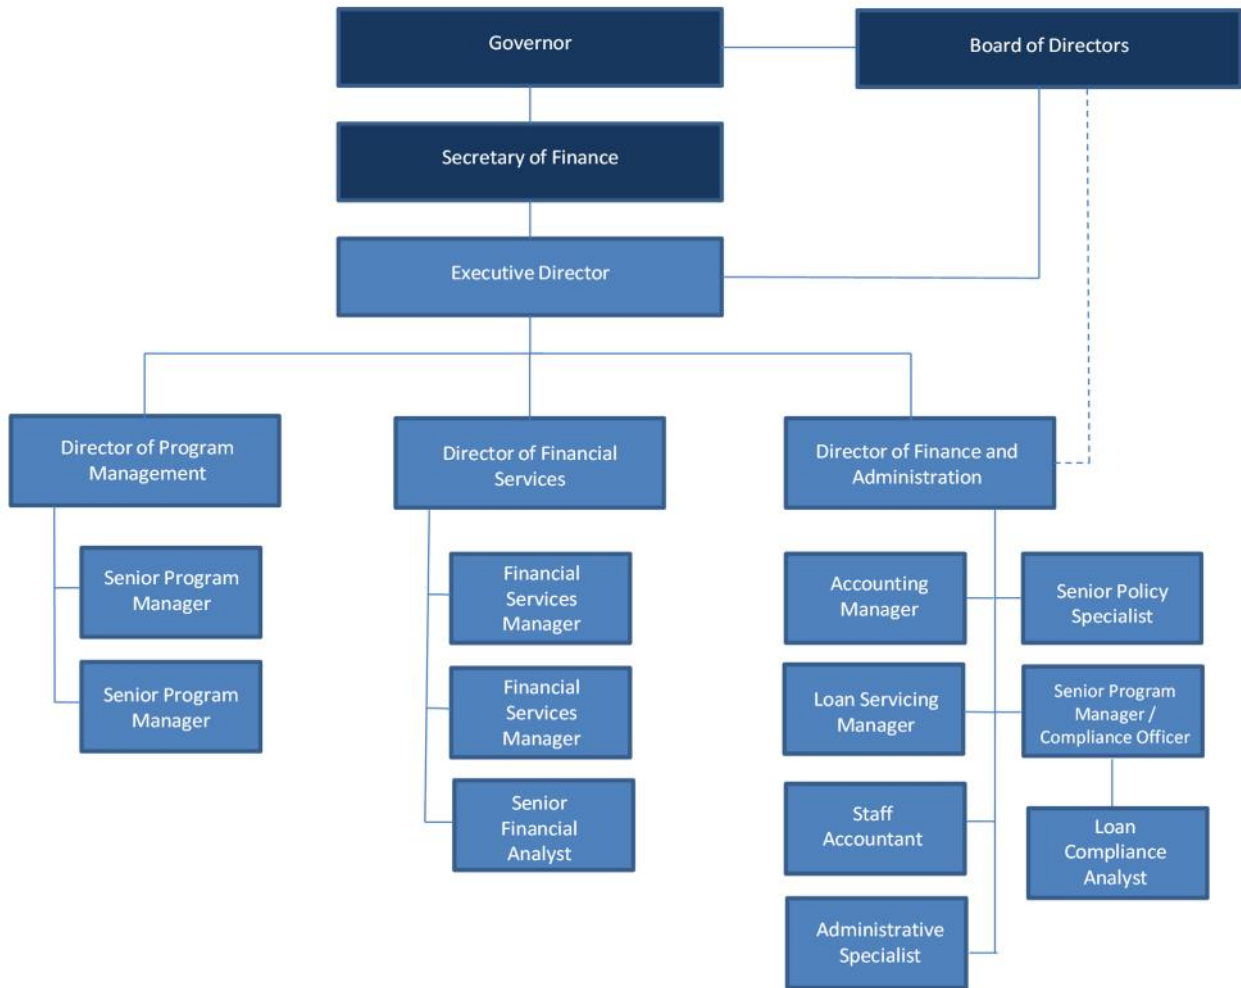 Governor
Board of Directors
Secretary of Finance
Executive Director
Director of Program
Management
Director of Financial
Services
Director of Finance and
Administration
Senior Program
Manager
Senior Program
Manager
Financial
Services
Manager
Financial
Services
Manager
Senior
Financial
Analyst
Accounting
Manager
Senior Policy
Specialist
Loan Servicing
Manager
Senior Program
Manager /
Compliance Officer
Staff
Accountant
Loan
Compliance
Analyst
Administrative
Specialist